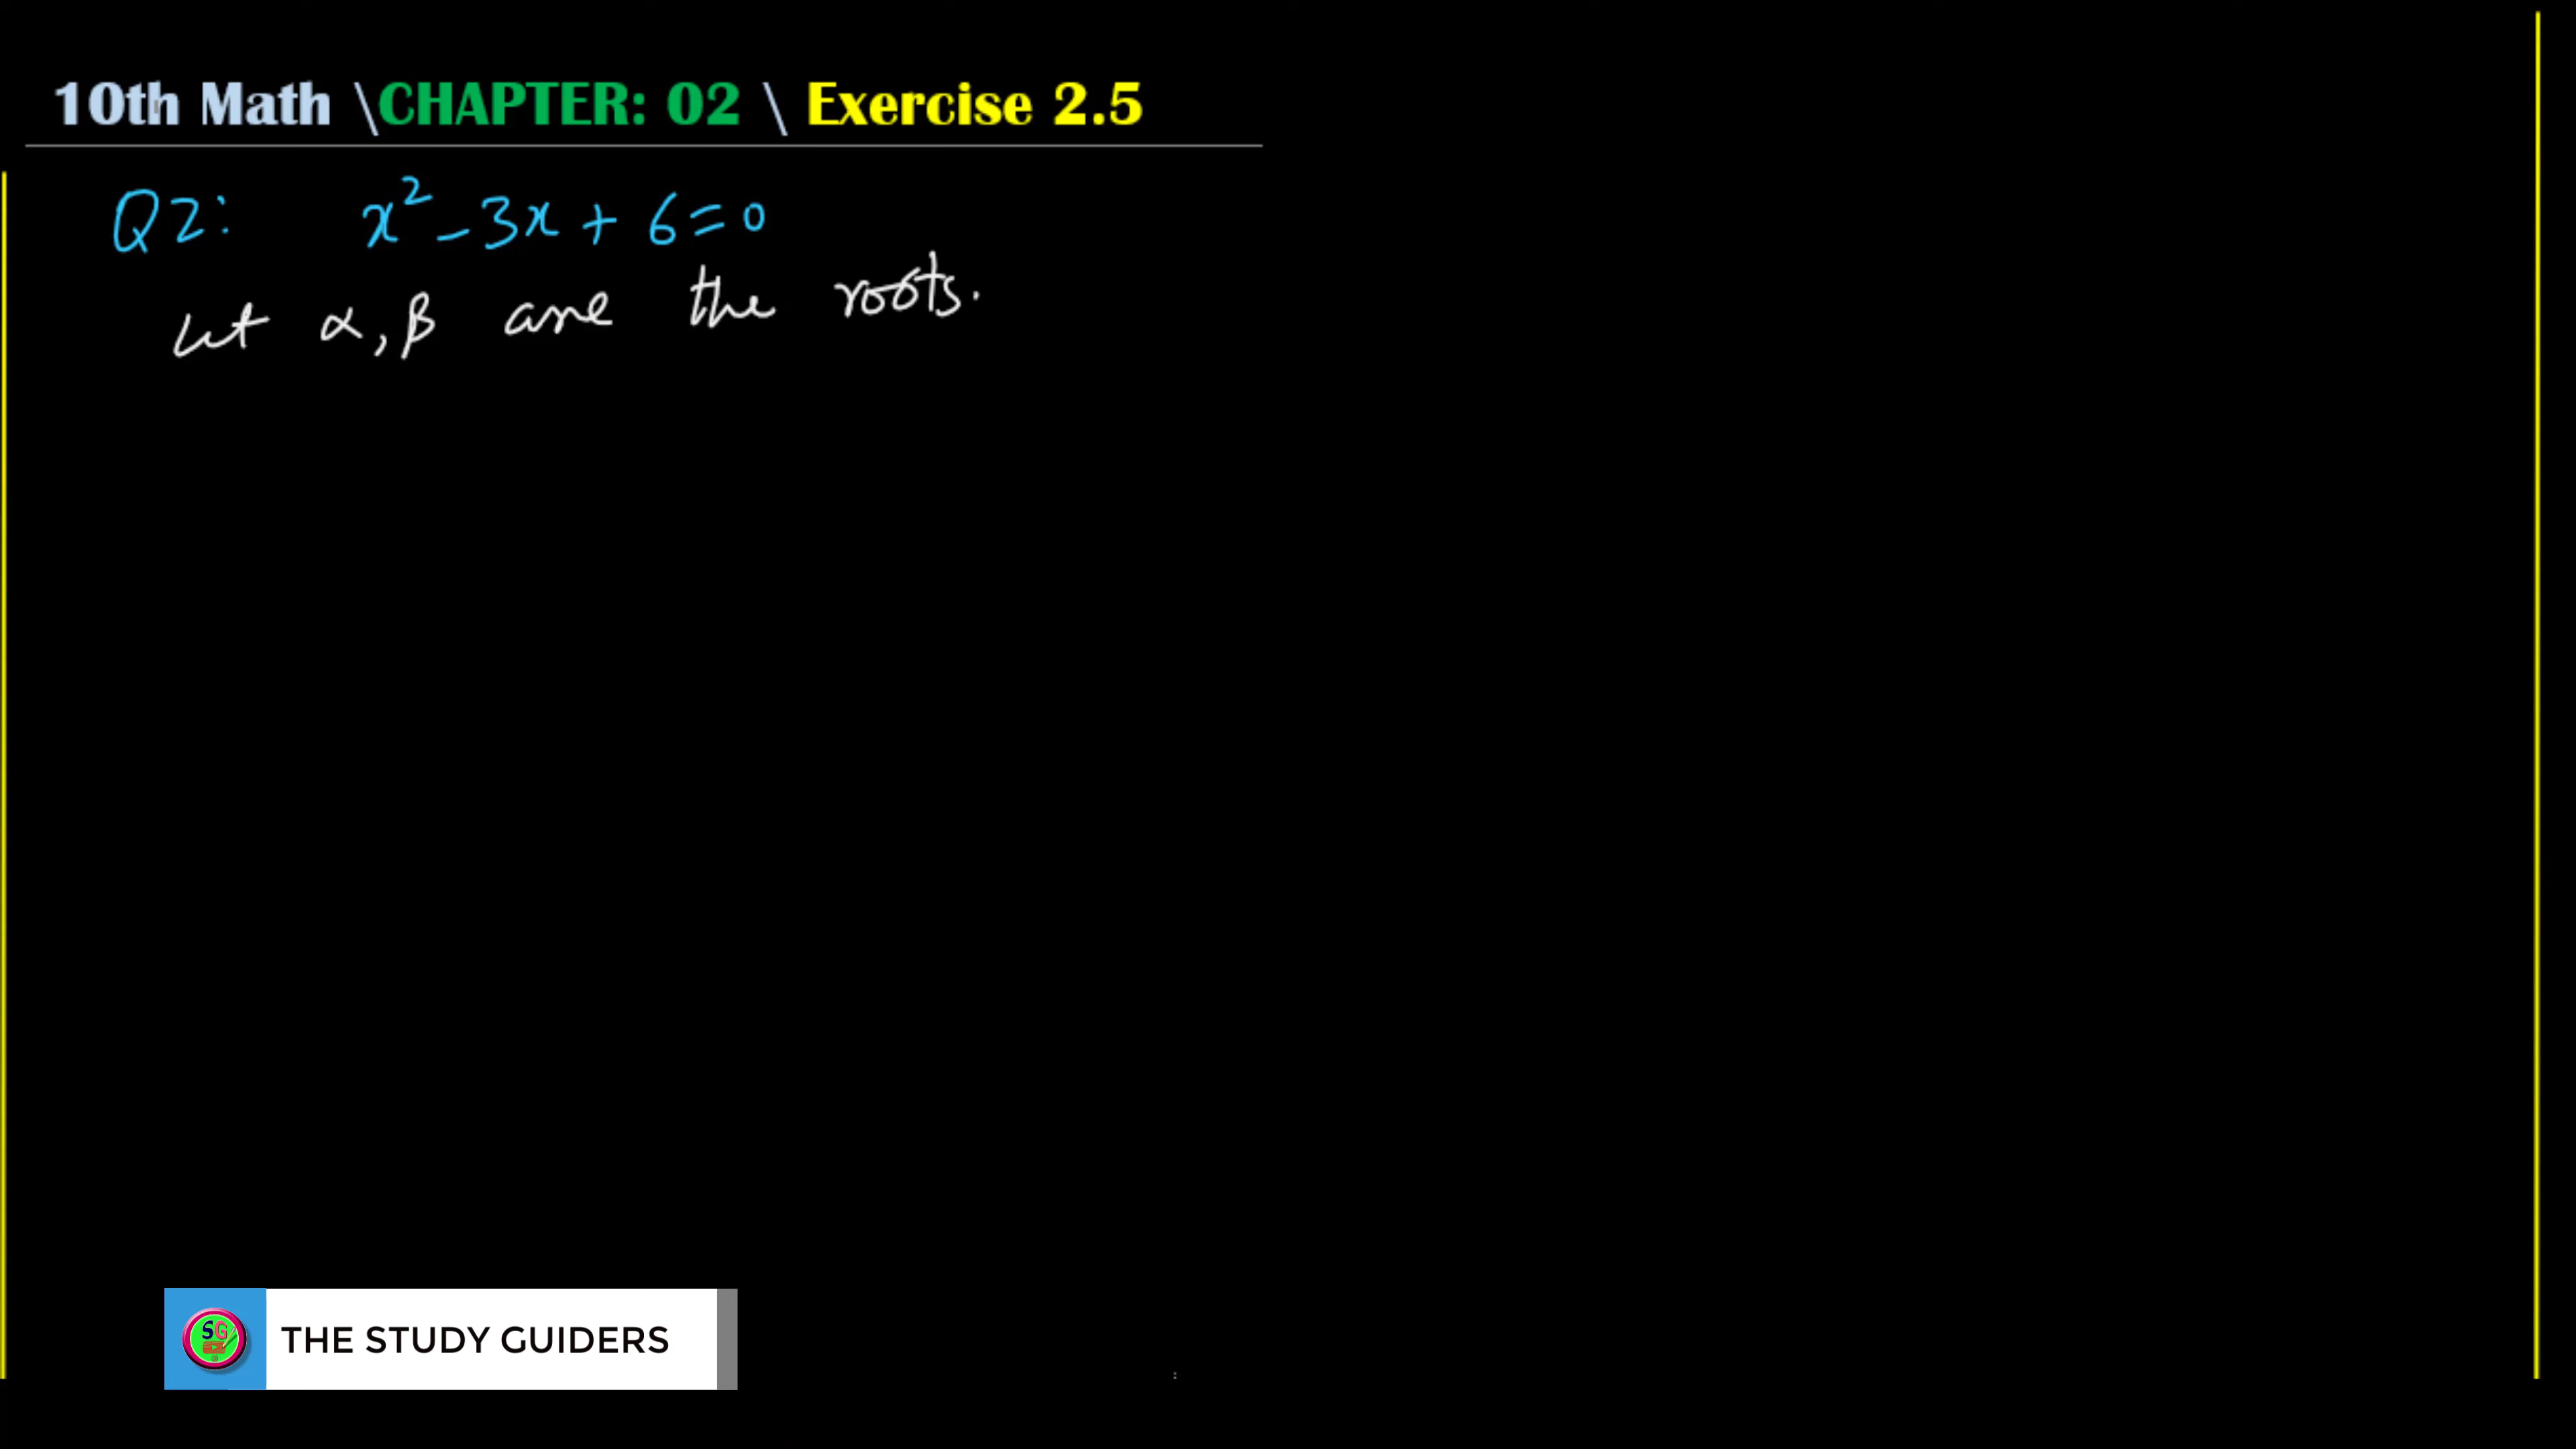 10th Math \CHAPTER: 02 \ Exercise 2.5
Q2: x² - 3x + 6 = 0
Let α, β are the roots.
SG
THE STUDY GUIDERS